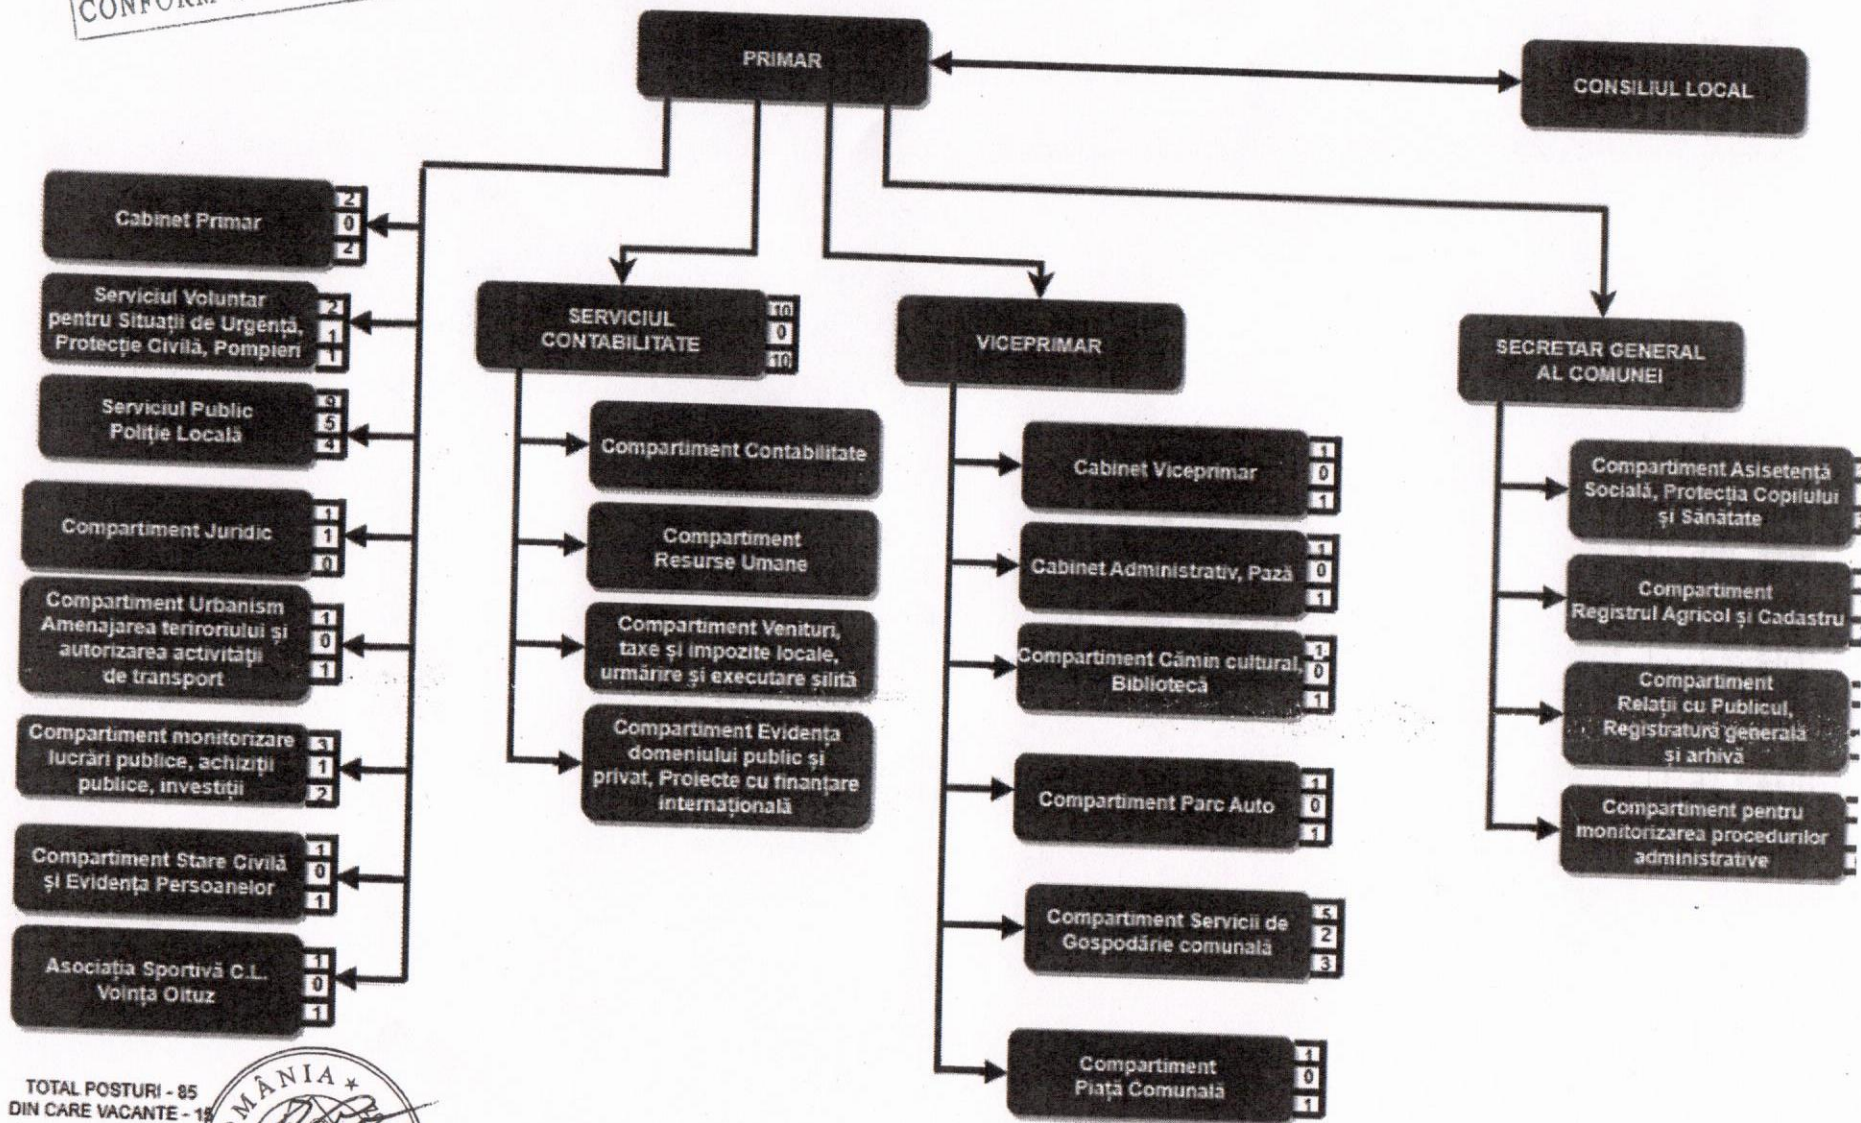 PRIMAR
CONSILIUL LOCAL
Cabinet Primar
2
0
2
Serviciul Voluntar
pentru Situații de Urgență,
Protecție Civilă, Pompieri
2
1
1
Serviciul Public
Poliție Locală
9
5
4
Compartiment Juridic
1
1
0
Compartiment Urbanism
Amenajarea teriroriului și
autorizarea activității
de transport
1
0
1
Compartiment monitorizare
lucrări publice, achiziții
publice, investiții
3
1
2
Compartiment Stare Civilă
și Evidența Persoanelor
1
0
1
Asociația Sportivă C.L.
Voința Oituz
1
0
1
SERVICIUL
CONTABILITATE
10
0
10
Compartiment Contabilitate
Compartiment
Resurse Umane
Compartiment Venituri,
taxe și impozite locale,
urmărire și executare silită
Compartiment Evidența
domeniului public și
privat, Proiecte cu finanțare
internațională
VICEPRIMAR
Cabinet Viceprimar
1
0
1
Cabinet Administrativ, Pază
1
0
1
Compartiment Cămin cultural,
Bibliotecă
1
0
1
Compartiment Parc Auto
1
0
1
Compartiment Servicii de
Gospodărie comunală
5
2
3
Compartiment
Piață Comunală
1
0
1
SECRETAR GENERAL
AL COMUNEI
Compartiment Asisetență
Socială, Protecția Copilului
și Sănătate
Compartiment
Registrul Agricol și Cadastru
Compartiment
Relații cu Publicul,
Registratură generală
și arhivă
Compartiment pentru
monitorizarea procedurilor
administrative
TOTAL POSTURI - 85
DIN CARE VACANTE -